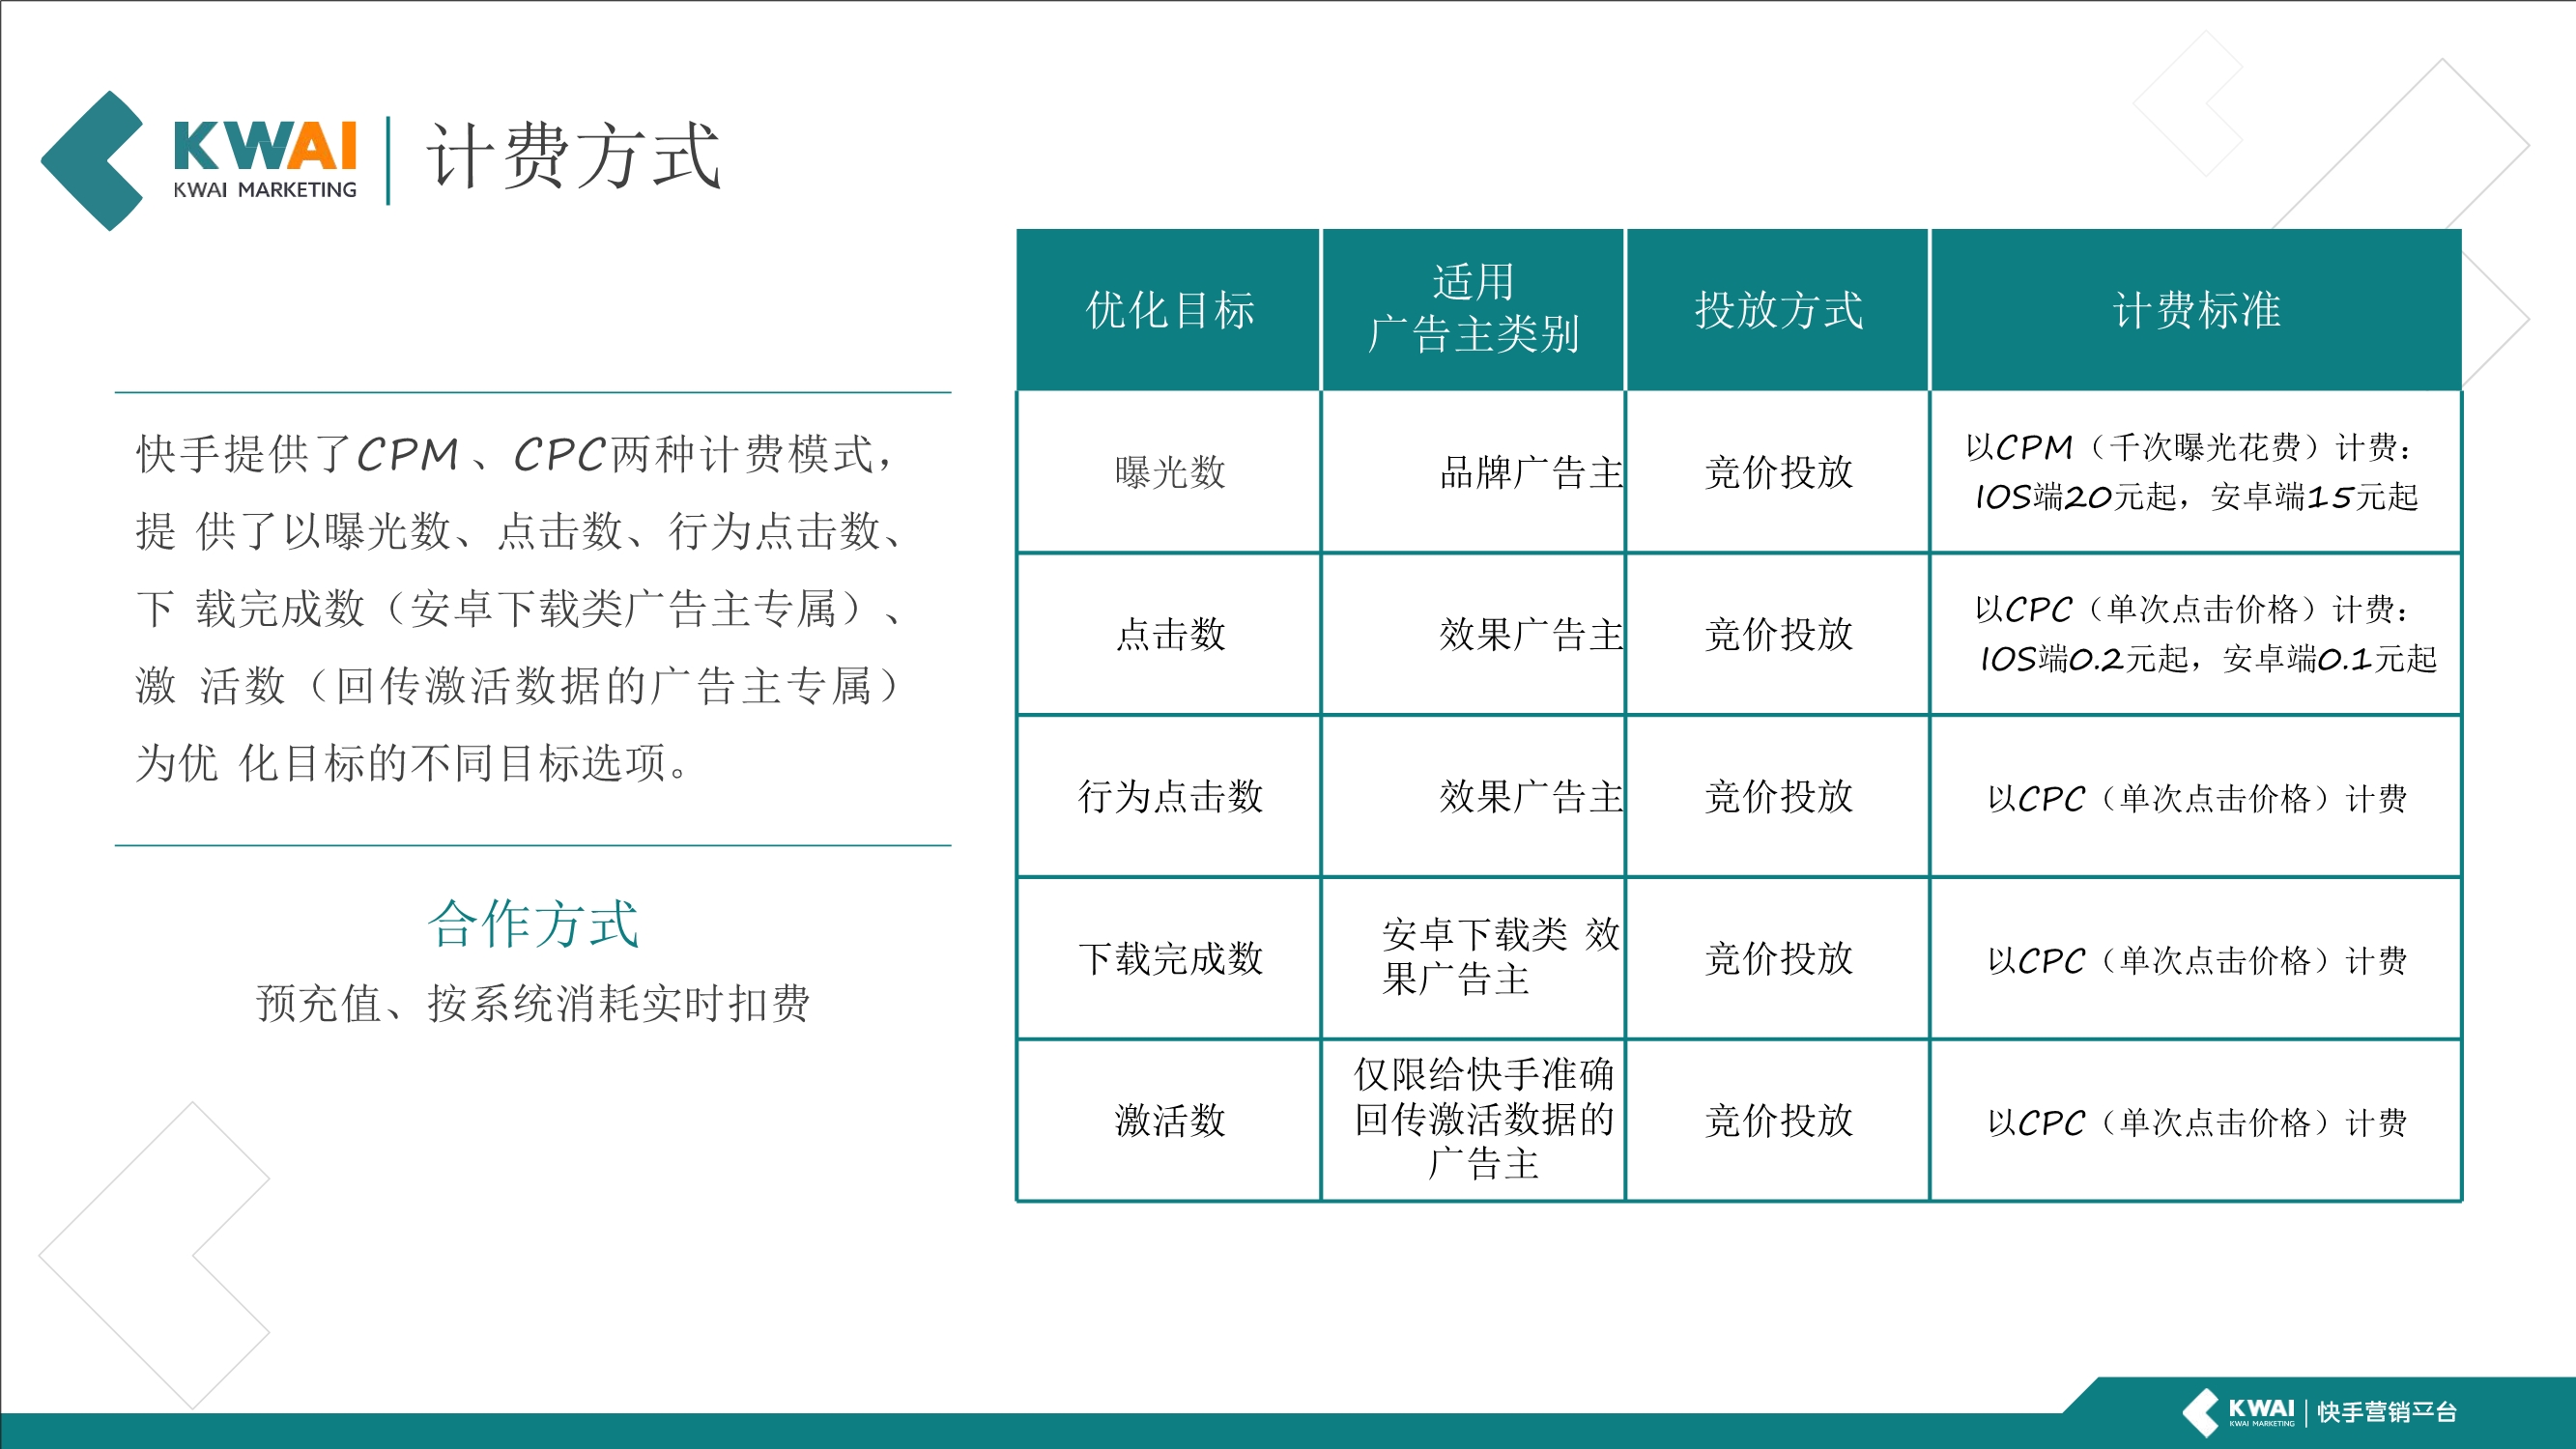 KWAI
KWAI MARKETING
计费方式
快手提供了CPM、CPC两种计费模式，
提 供了以曝光数、点击数、行为点击数、
下 载完成数（安卓下载类广告主专属）、
激 活数（回传激活数据的广告主专属）
为优 化目标的不同目标选项。
合作方式
预充值、按系统消耗实时扣费
优化目标
适用
广告主类别
投放方式
计费标准
曝光数
品牌广告主
竞价投放
以CPM（千次曝光花费）计费：
IOS端20元起，安卓端15元起
点击数
效果广告主
竞价投放
以CPC（单次点击价格）计费：
IOS端0.2元起，安卓端0.1元起
行为点击数
效果广告主
竞价投放
以CPC（单次点击价格）计费
下载完成数
安卓下载类 效
果广告主
竞价投放
以CPC（单次点击价格）计费
激活数
仅限给快手准确
回传激活数据的
广告主
竞价投放
以CPC（单次点击价格）计费
KWAI
KWAI MARKETING
快手营销平台